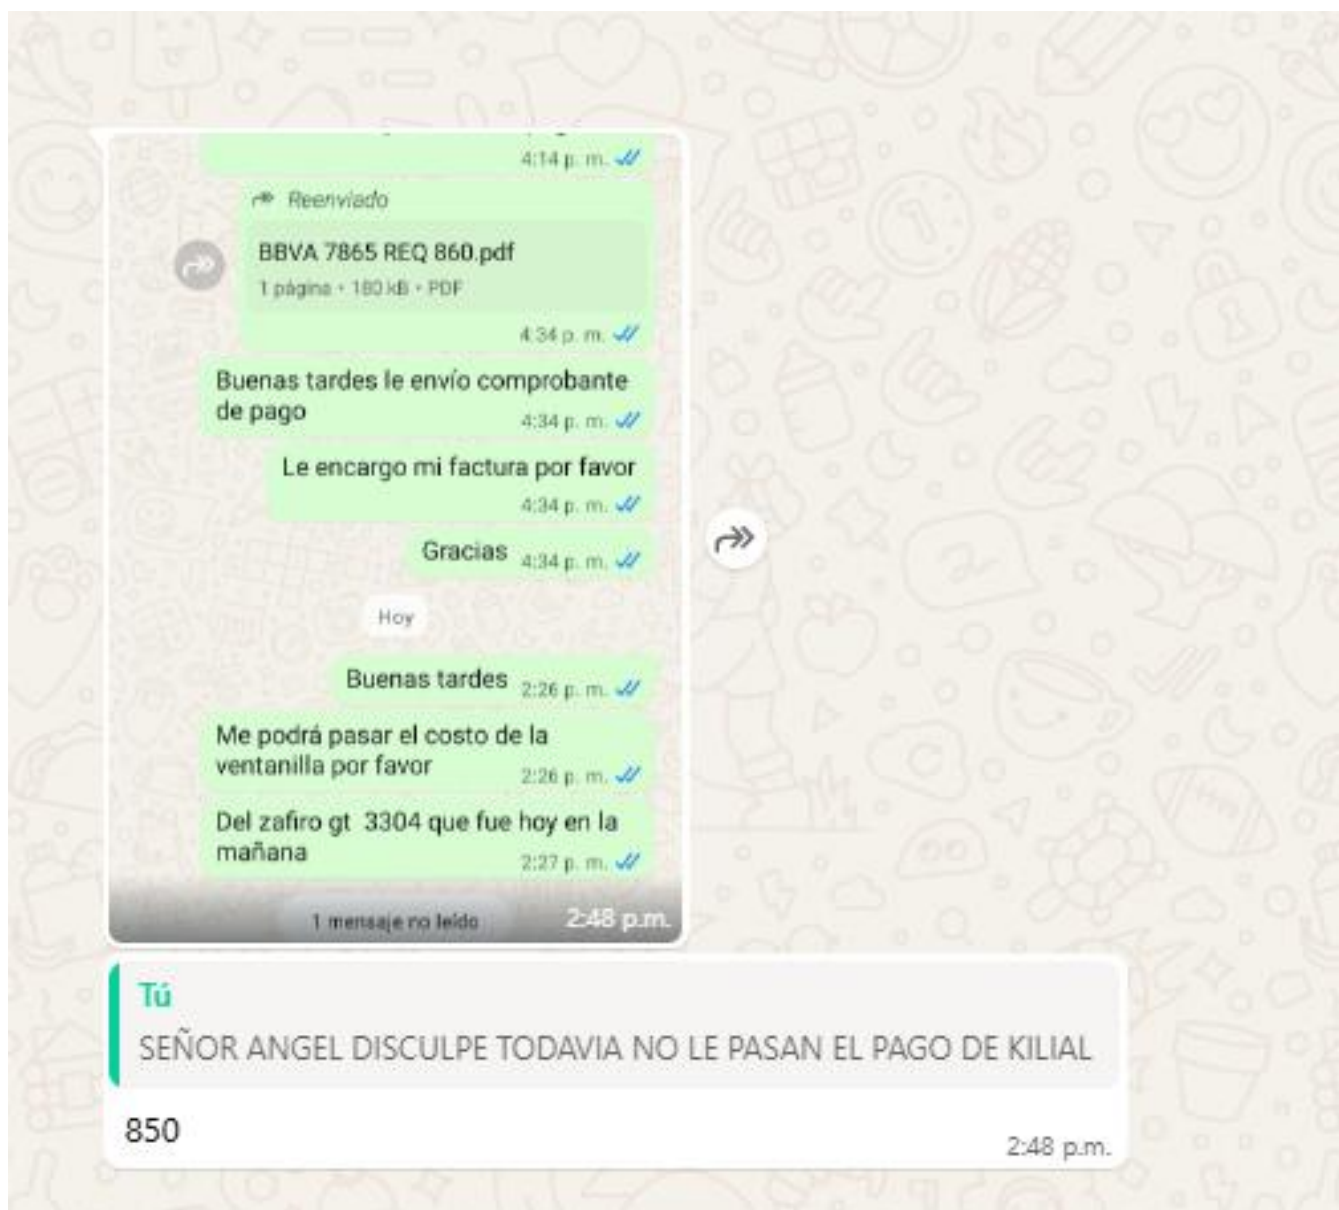 4:14 p. m.
Reenviado
BBVA 7865 REQ 860.pdf
1 página • 180 kB • PDF
4:34 p. m.
Buenas tardes le envío comprobante
de pago
4:34 p. m.
Le encargo mi factura por favor
4:34 p. m.
Gracias 4:34 p. m.
Hoy
Buenas tardes 2:26 p. m.
Me podrá pasar el costo de la
ventanilla por favor
2:26 p. m.
Del zafiro gt 3304 que fue hoy en la
mañana
2:27 p. m.
1 mensaje no leído
2:48 p.m.
Tú
SEÑOR ANGEL DISCULPE TODAVIA NO LE PASAN EL PAGO DE KILIAL
850
2:48 p.m.